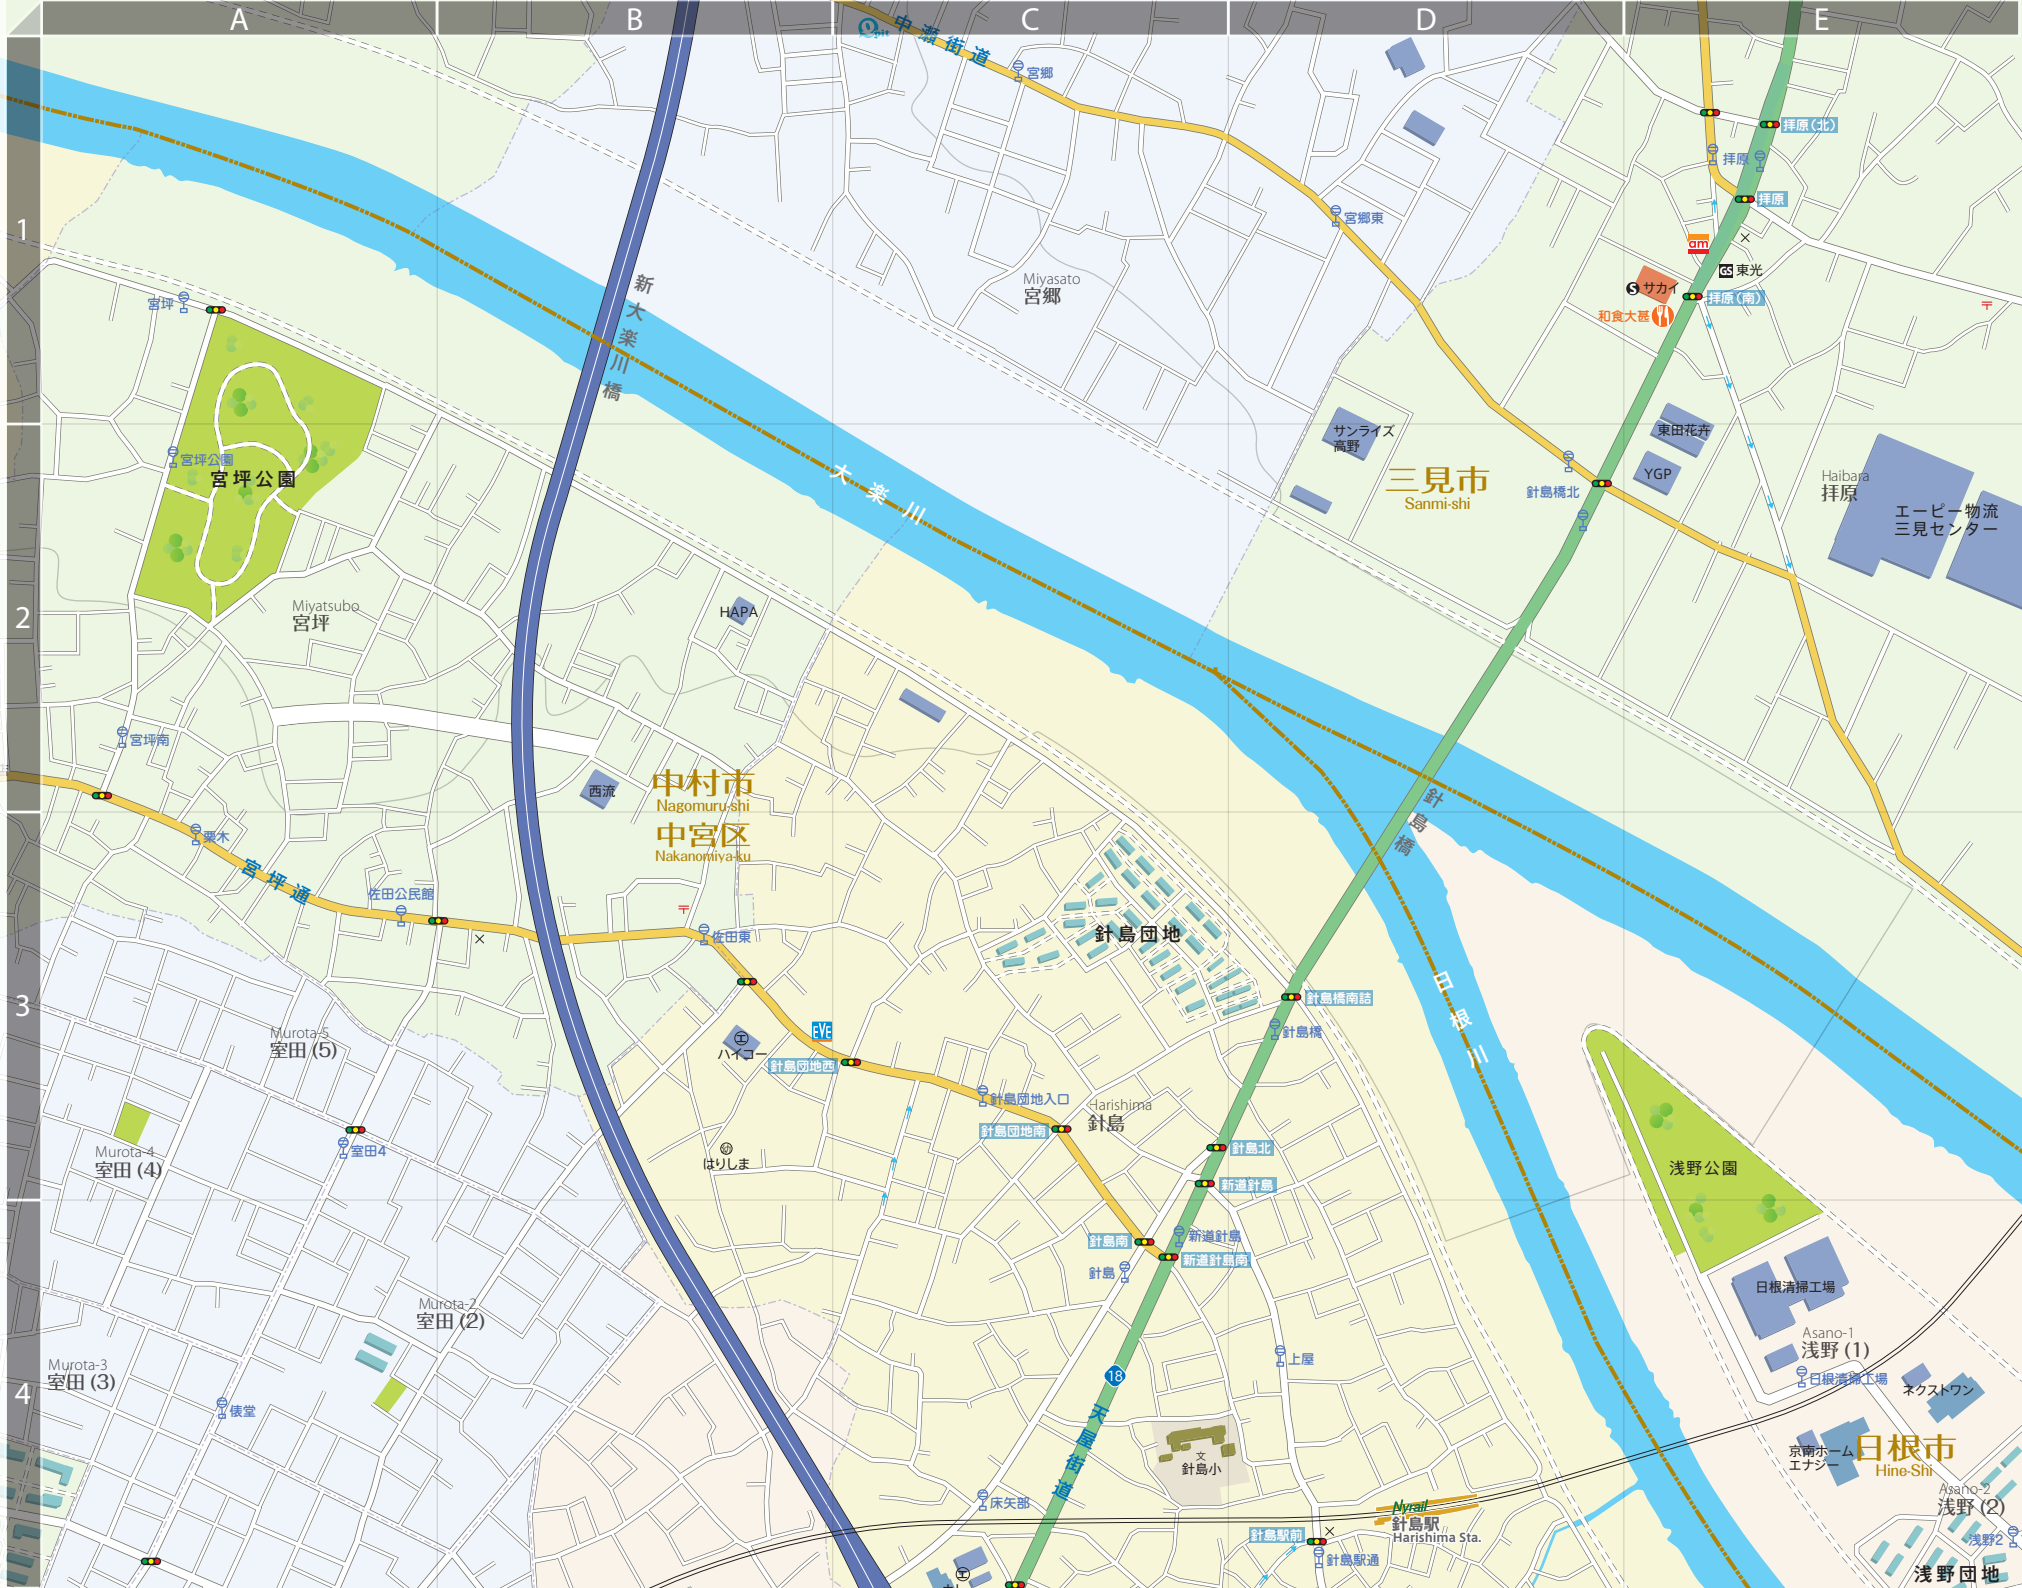 A
B
C
D
E
1
2
3
4
pit
中瀬街道
宮郷
拝原(北)
拝原
拝原
宮郷東
am
GS 東光
S サカイ
拝原(南)
和食大甚
〒
Miyasato
宮郷
新大楽川橋
宮坪
宮坪公園
宮坪公園
サンライズ
高野
三見市
Sanmi-shi
東田花卉
YGP
針島橋北
Haibara
拝原
エーピー物流
三見センター
大楽川
HAPA
Miyatsubo
宮坪
宮坪南
西流
中村市
Nagomuru-shi
中宮区
Nakanomiya-ku
針島橋
栗木
宮坪通
佐田公民館
〒
佐田東
針島団地
針島橋南詰
針島橋
日根川
Murota-5
室田(5)
ハイコー
EVE
針島団地西
針島団地入口
Harishima
針島
針島団地南
針島北
はりしま
新道針島
Murota-4
室田(4)
室田4
浅野公園
針島南
新道針島
新道針島南
針島
日根清掃工場
Murota-2
室田(2)
Murota-3
室田(3)
俵堂
上屋
Asano-1
浅野(1)
日根清掃工場
ネクストワン
18
天屋街道
文
針島小
京南ホーム
エナジー
日根市
Hine-Shi
床矢部
Nyrail
針島駅
Harishima Sta.
針島駅前
針島駅通
Asano-2
浅野(2)
浅野2
浅野団地